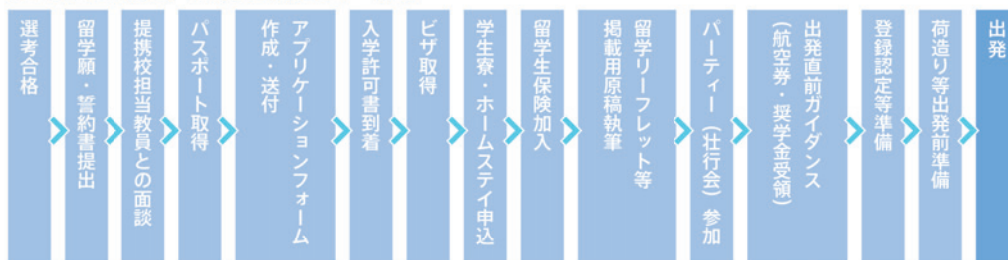 選考合格
留学願・誓約書提出
提携校担当教員との面談
パスポート取得
アプリケーションフォーム
作成・送付
入学許可書到着
ビザ取得
学生寮・ホームステイ申込
留学生保険加入
留学リーフレット等
掲載用原稿執筆
パーティー（壮行会）参加
出発直前ガイダンス
（航空券・奨学金受領）
登録認定等準備
荷造り等出発前準備
出発